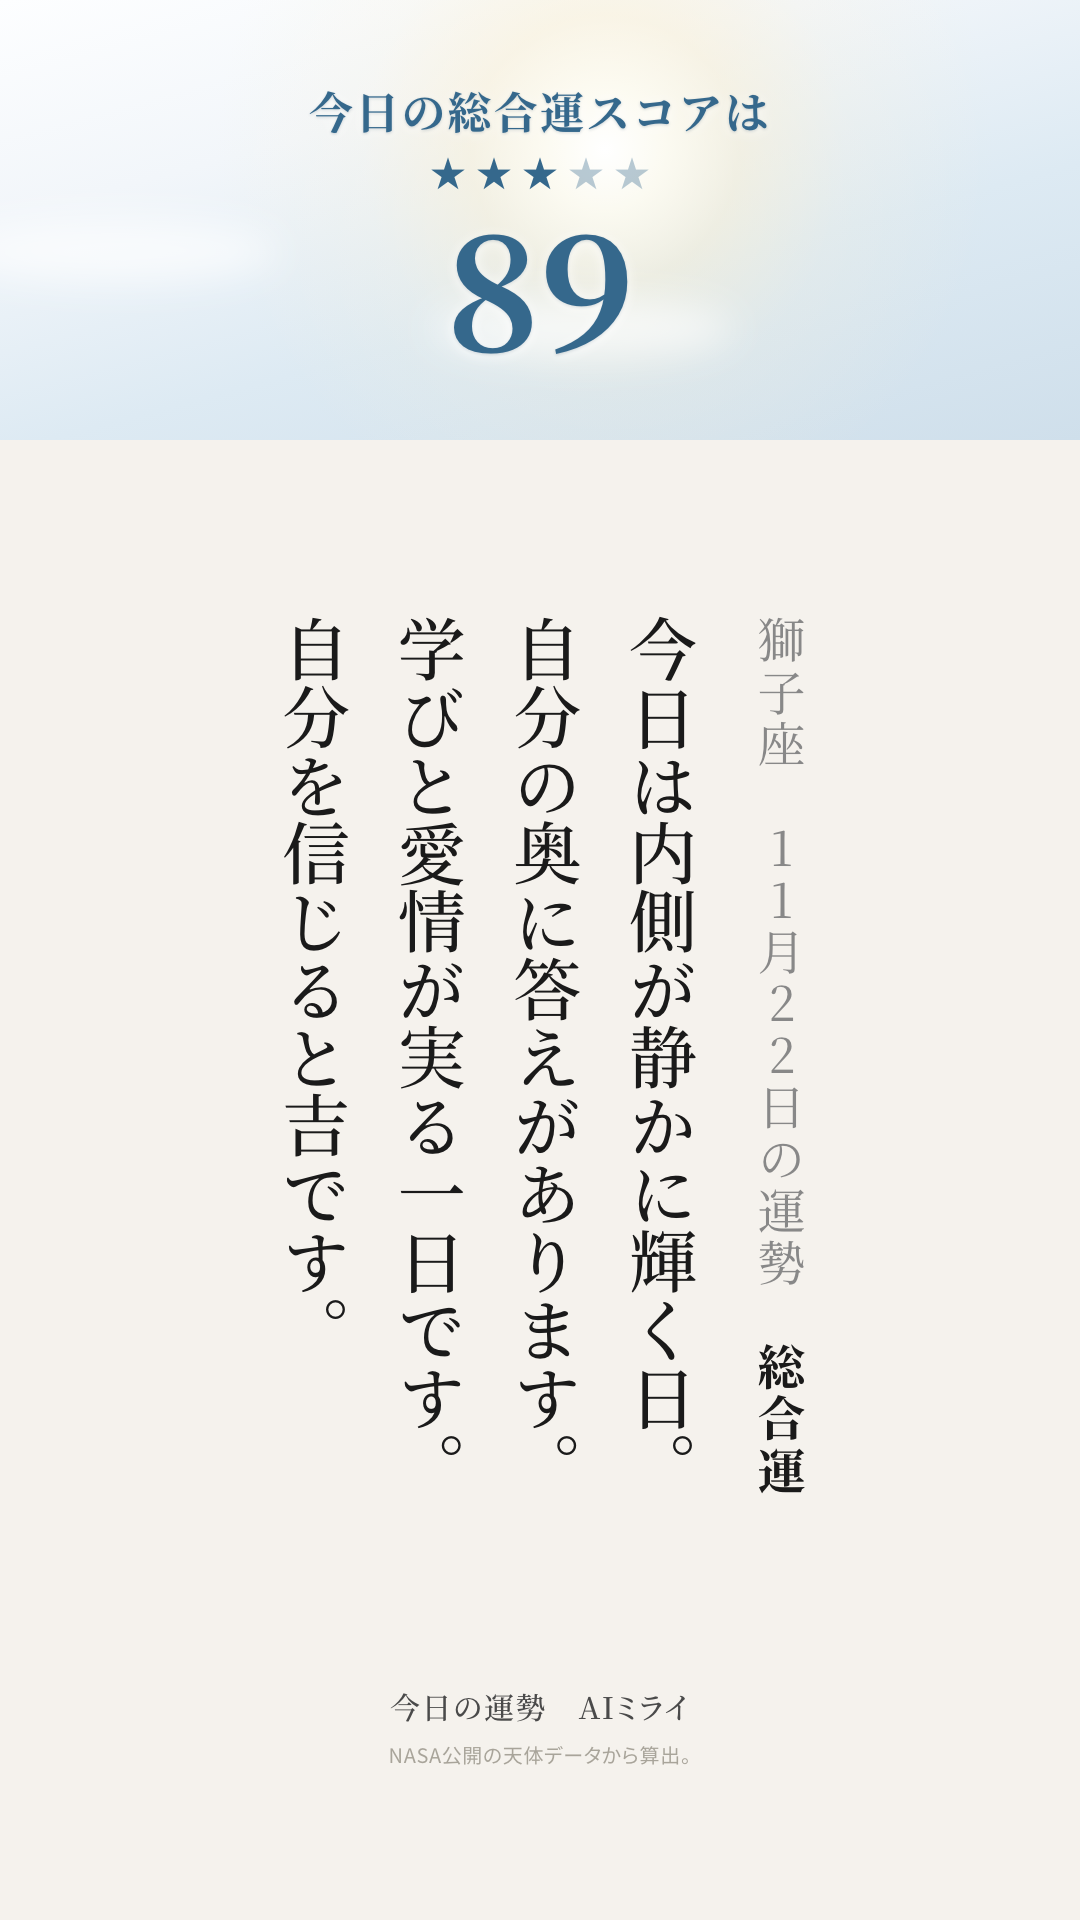 今日の総合運スコアは
★★★★★
89
獅子座　11月22日の運勢　総合運
今日は内側が静かに輝く日。
自分の奥に答えがあります。
学びと愛情が実る一日です。
自分を信じると吉です。
今日の運勢　AIミライ
NASA公開の天体データから算出。